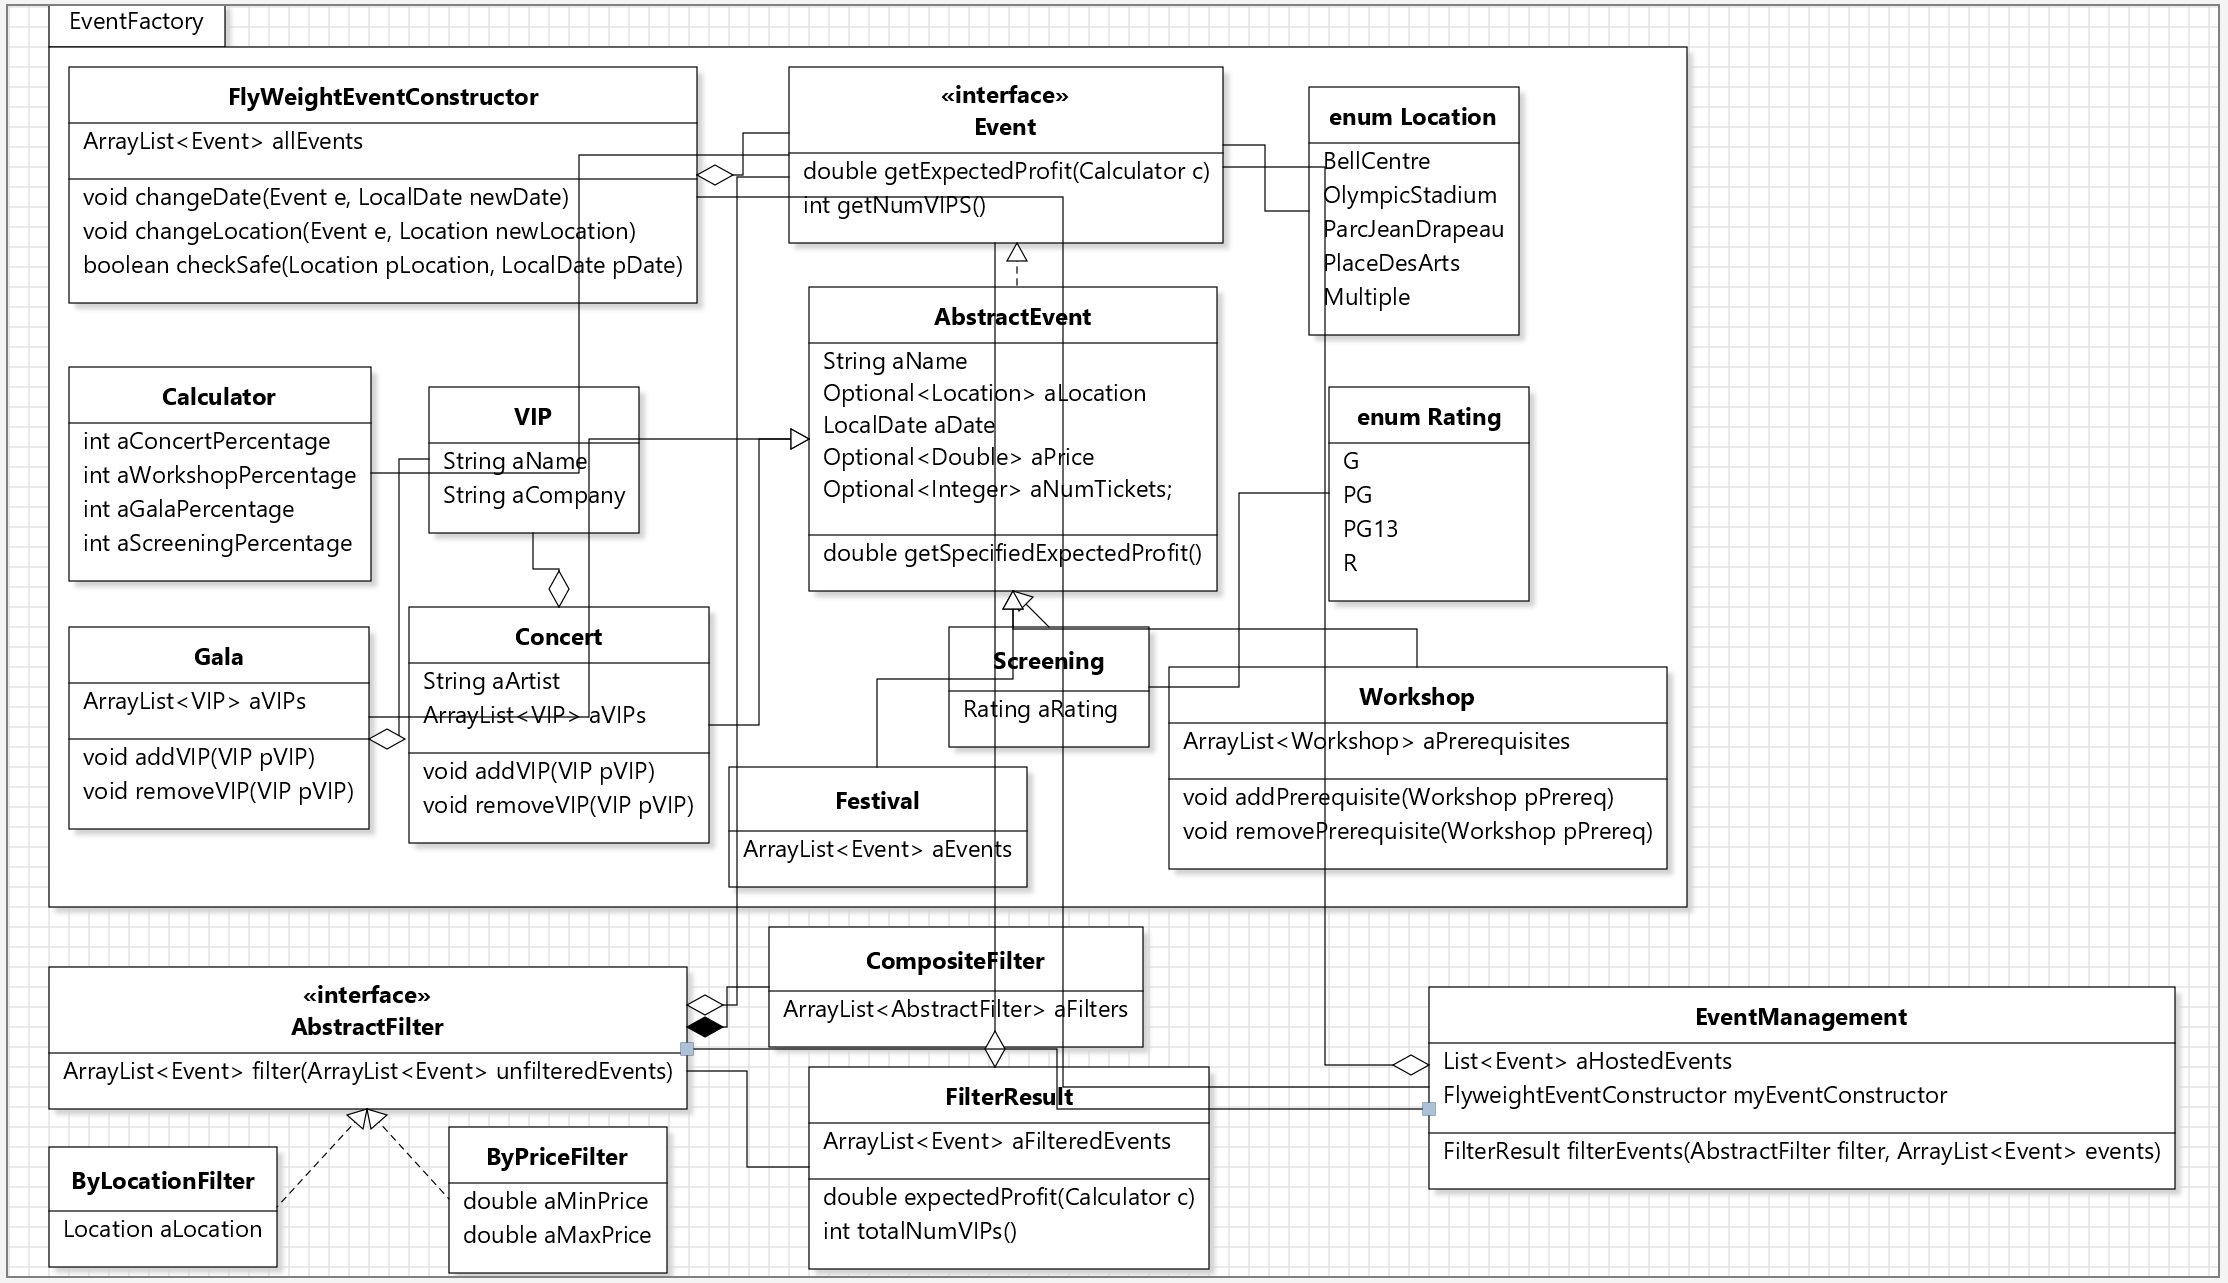 EventFactory
FlyWeightEventConstructor
ArrayList<Event> allEvents
void changeDate(Event e, LocalDate newDate)
void changeLocation(Event e, Location newLocation)
boolean checkSafe(Location pLocation, LocalDate pDate)
«interface»
Event
double getExpectedProfit(Calculator c)
int getNumVIPS()
enum Location
BellCentre
OlympicStadium
ParcJeanDrapeau
PlaceDesArts
Multiple
AbstractEvent
String aName
Optional<Location> aLocation
LocalDate aDate
Optional<Double> aPrice
Optional<Integer> aNumTickets;
double getSpecifiedExpectedProfit()
Calculator
int aConcertPercentage
int aWorkshopPercentage
int aGalaPercentage
int aScreeningPercentage
VIP
String aName
String aCompany
enum Rating
G
PG
PG13
R
Gala
ArrayList<VIP> aVIPs
void addVIP(VIP pVIP)
void removeVIP(VIP pVIP)
Concert
String aArtist
ArrayList<VIP> aVIPs
void addVIP(VIP pVIP)
void removeVIP(VIP pVIP)
Screening
Rating aRating
Workshop
ArrayList<Workshop> aPrerequisites
void addPrerequisite(Workshop pPrereq)
void removePrerequisite(Workshop pPrereq)
Festival
ArrayList<Event> aEvents
CompositeFilter
ArrayList<AbstractFilter> aFilters
«interface»
AbstractFilter
ArrayList<Event> filter(ArrayList<Event> unfilteredEvents)
EventManagement
List<Event> aHostedEvents
FlyweightEventConstructor myEventConstructor
FilterResult filterEvents(AbstractFilter filter, ArrayList<Event> events)
FilterResult
ArrayList<Event> aFilteredEvents
double expectedProfit(Calculator c)
int totalNumVIPs()
ByLocationFilter
Location aLocation
ByPriceFilter
double aMinPrice
double aMaxPrice